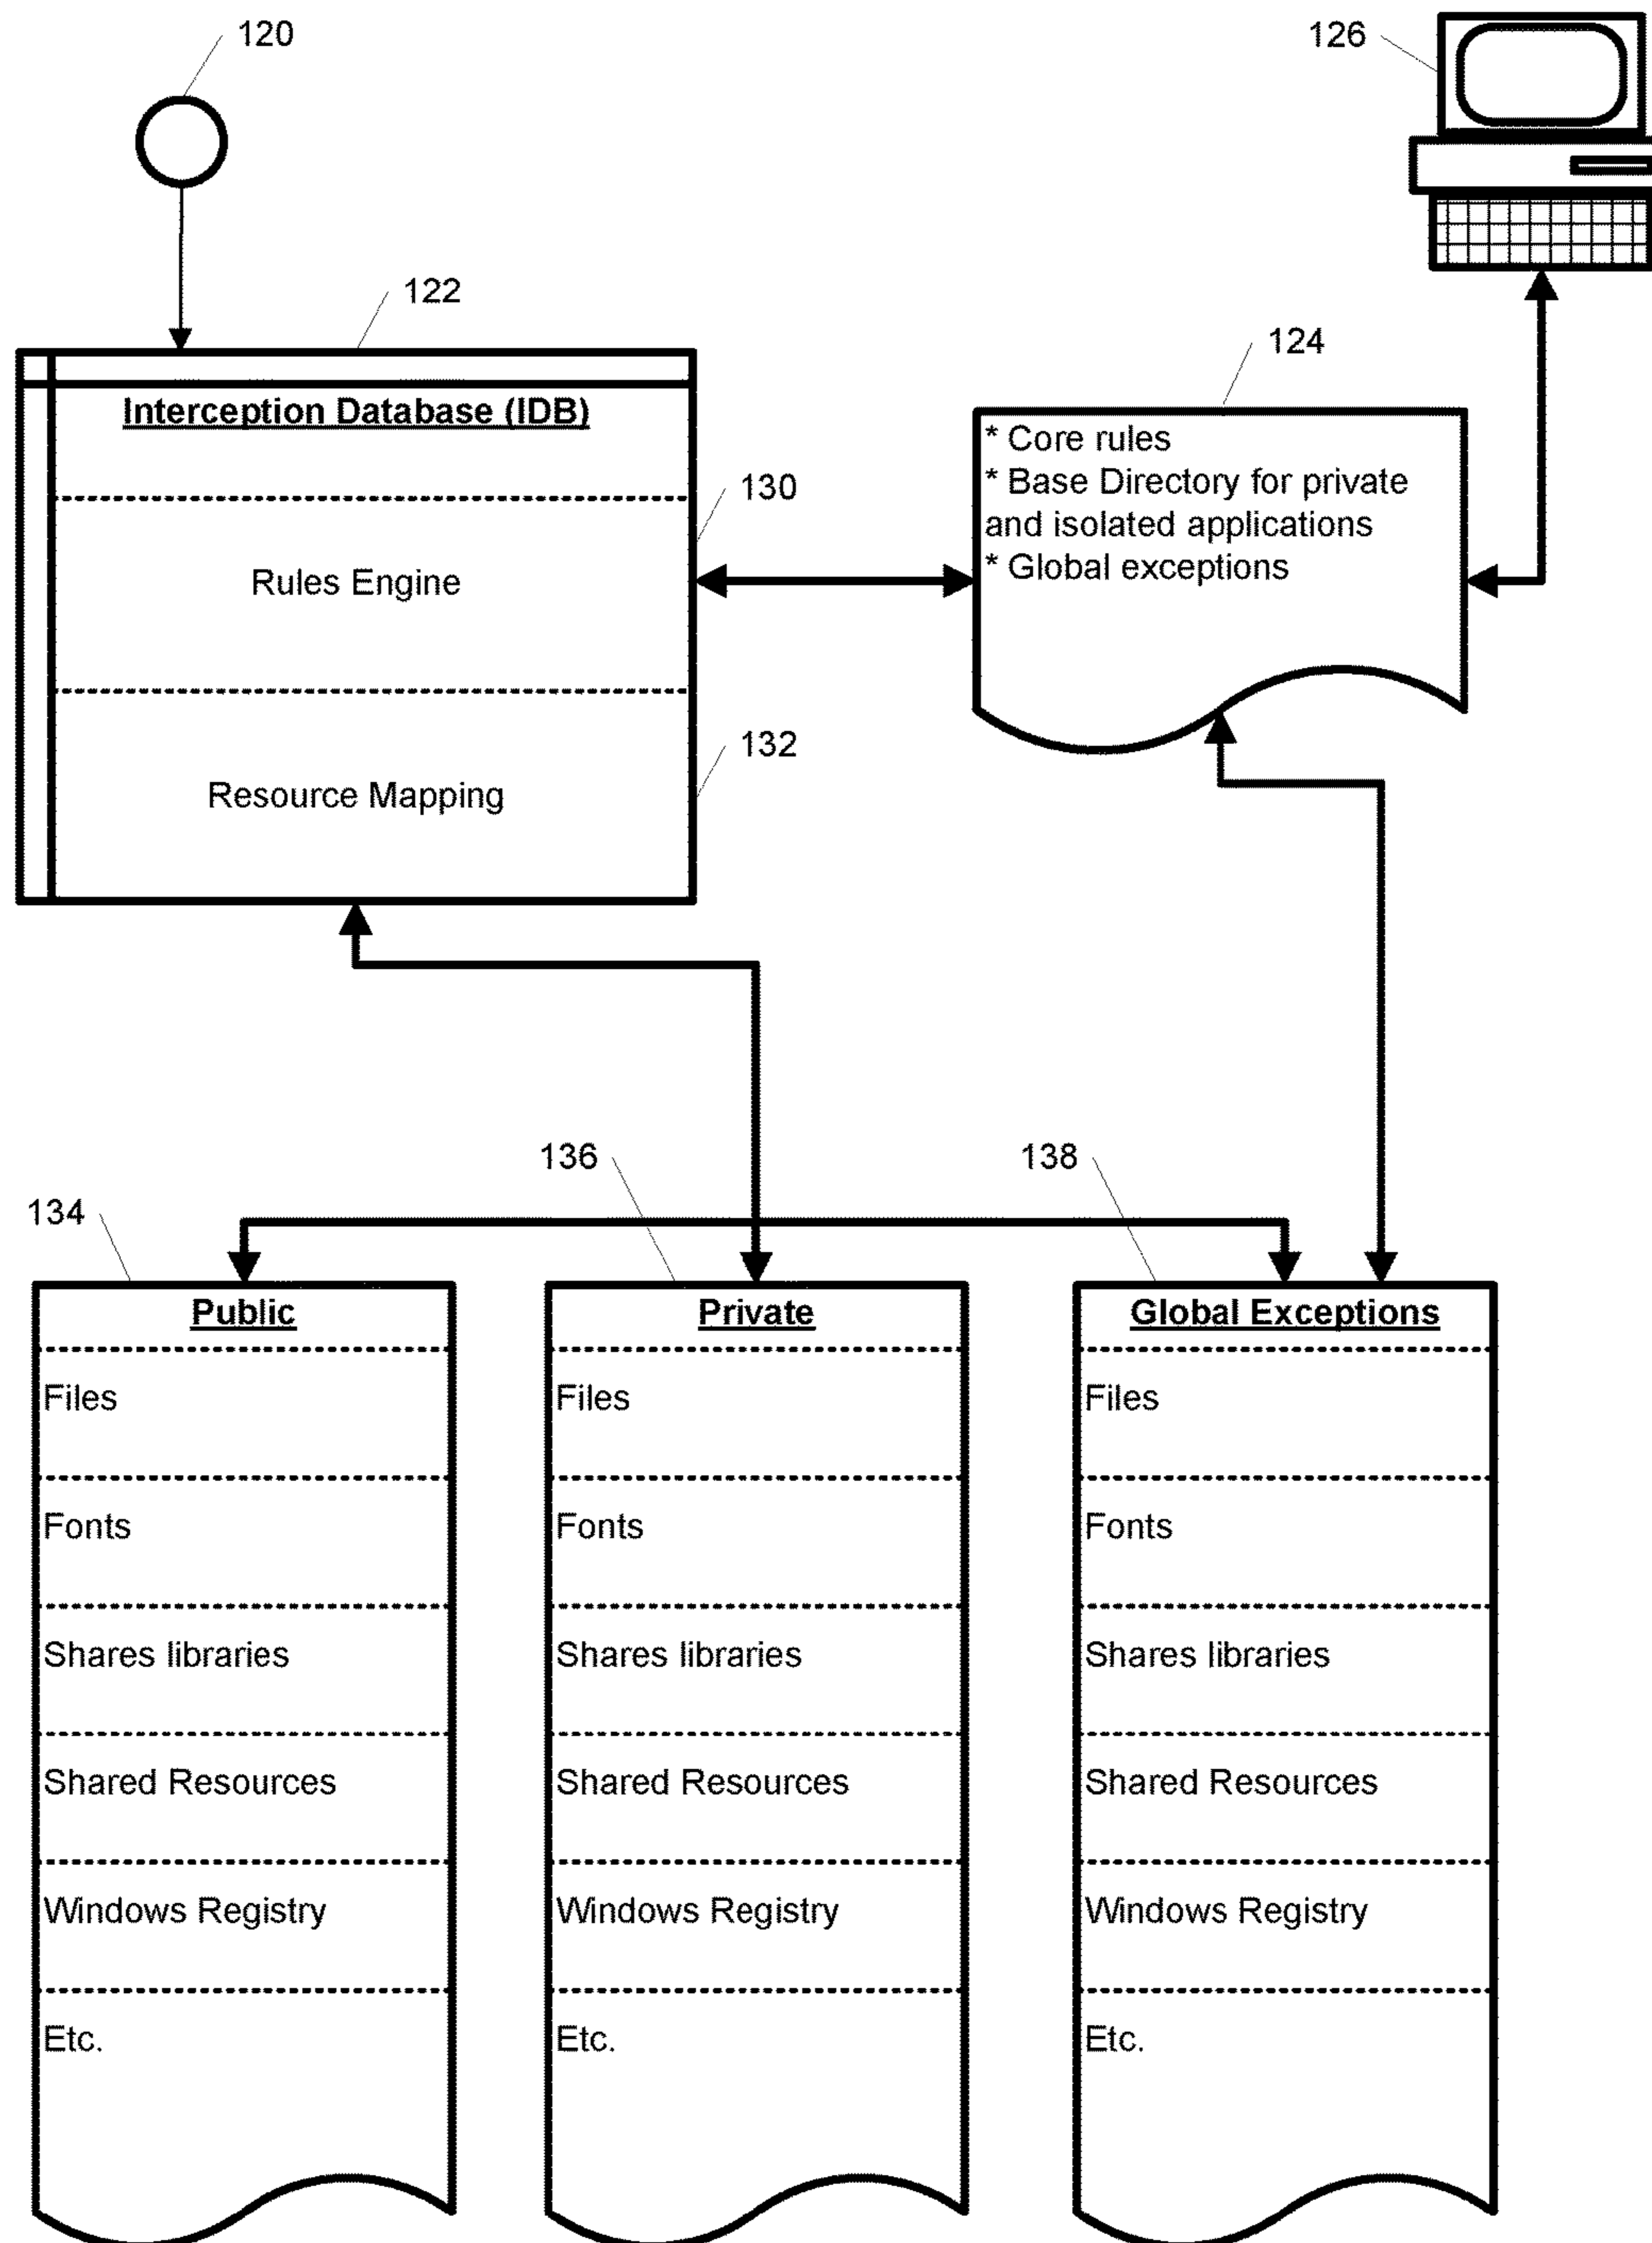 120
126
122
124
Interception Database (IDB)
* Core rules
* Base Directory for private
and isolated applications
* Global exceptions
130
Rules Engine
132
Resource Mapping
136
138
134
Public
Files
Fonts
Shares libraries
Shared Resources
Windows Registry
Etc.
Private
Files
Fonts
Shares libraries
Shared Resources
Windows Registry
Etc.
Global Exceptions
Files
Fonts
Shares libraries
Shared Resources
Windows Registry
Etc.